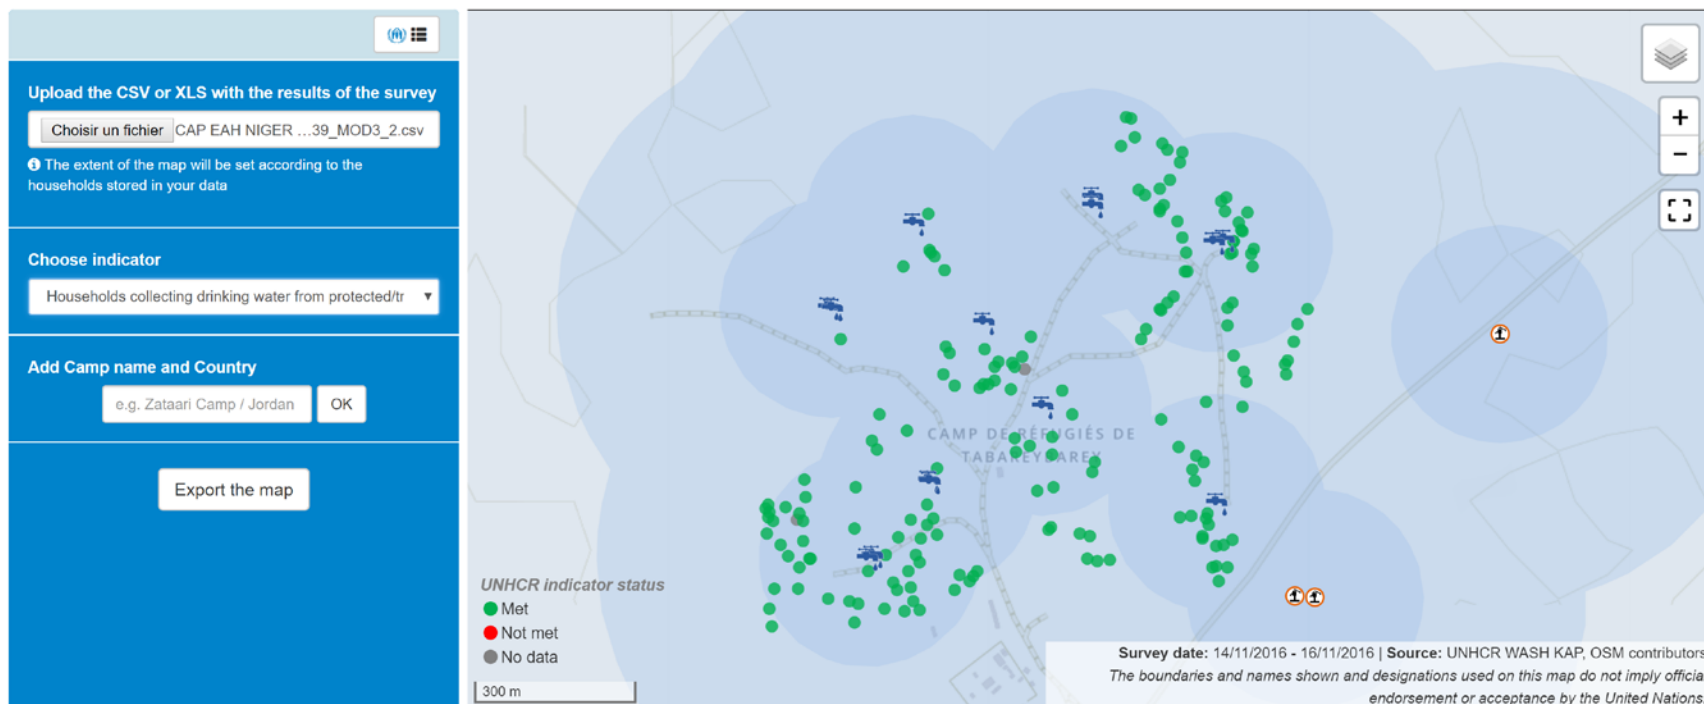 Upload the CSV or XLS with the results of the survey
Choisir un fichier CAP EAH NIGER ...39_MOD3_2.csv
The extent of the map will be set according to the
households stored in your data
Choose indicator
Households collecting drinking water from protected/tr
Add Camp name and Country
e.g. Zataari Camp / Jordan OK
Export the map
+
−
CAMP DE RÉFUGIÉS DE
TABAREYBAREY
UNHCR indicator status
Met
Not met
No data
300 m
Survey date: 14/11/2016 - 16/11/2016 | Source: UNHCR WASH KAP, OSM contributors
The boundaries and names shown and designations used on this map do not imply official
endorsement or acceptance by the United Nations.